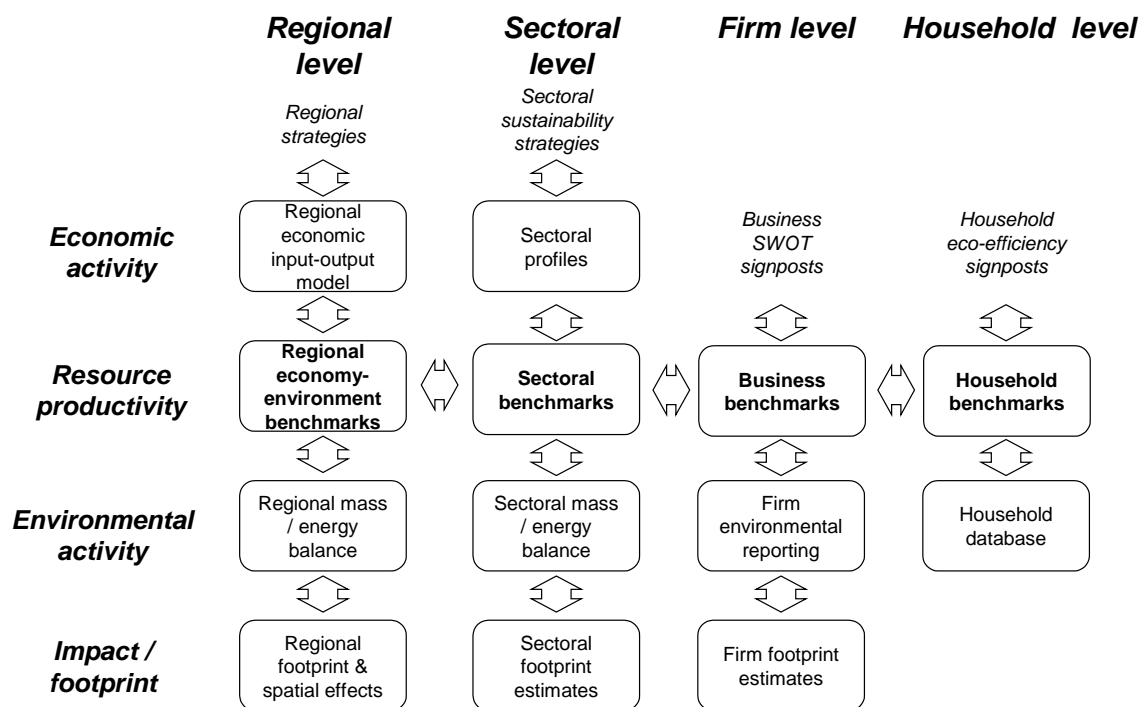 Regional
level
Sectoral
level
Firm level
Household level
Regional
strategies
Sectoral
sustainability
strategies
Economic
activity
Regional
economic
input-output
model
Sectoral
profiles
Business
SWOT
signposts
Household
eco-efficiency
signposts
Resource
productivity
Regional
economy-
environment
benchmarks
Sectoral
benchmarks
Business
benchmarks
Household
benchmarks
Environmental
activity
Regional mass
/ energy
balance
Sectoral mass
/ energy
balance
Firm
environmental
reporting
Household
database
Impact /
footprint
Regional
footprint &
spatial effects
Sectoral
footprint
estimates
Firm footprint
estimates